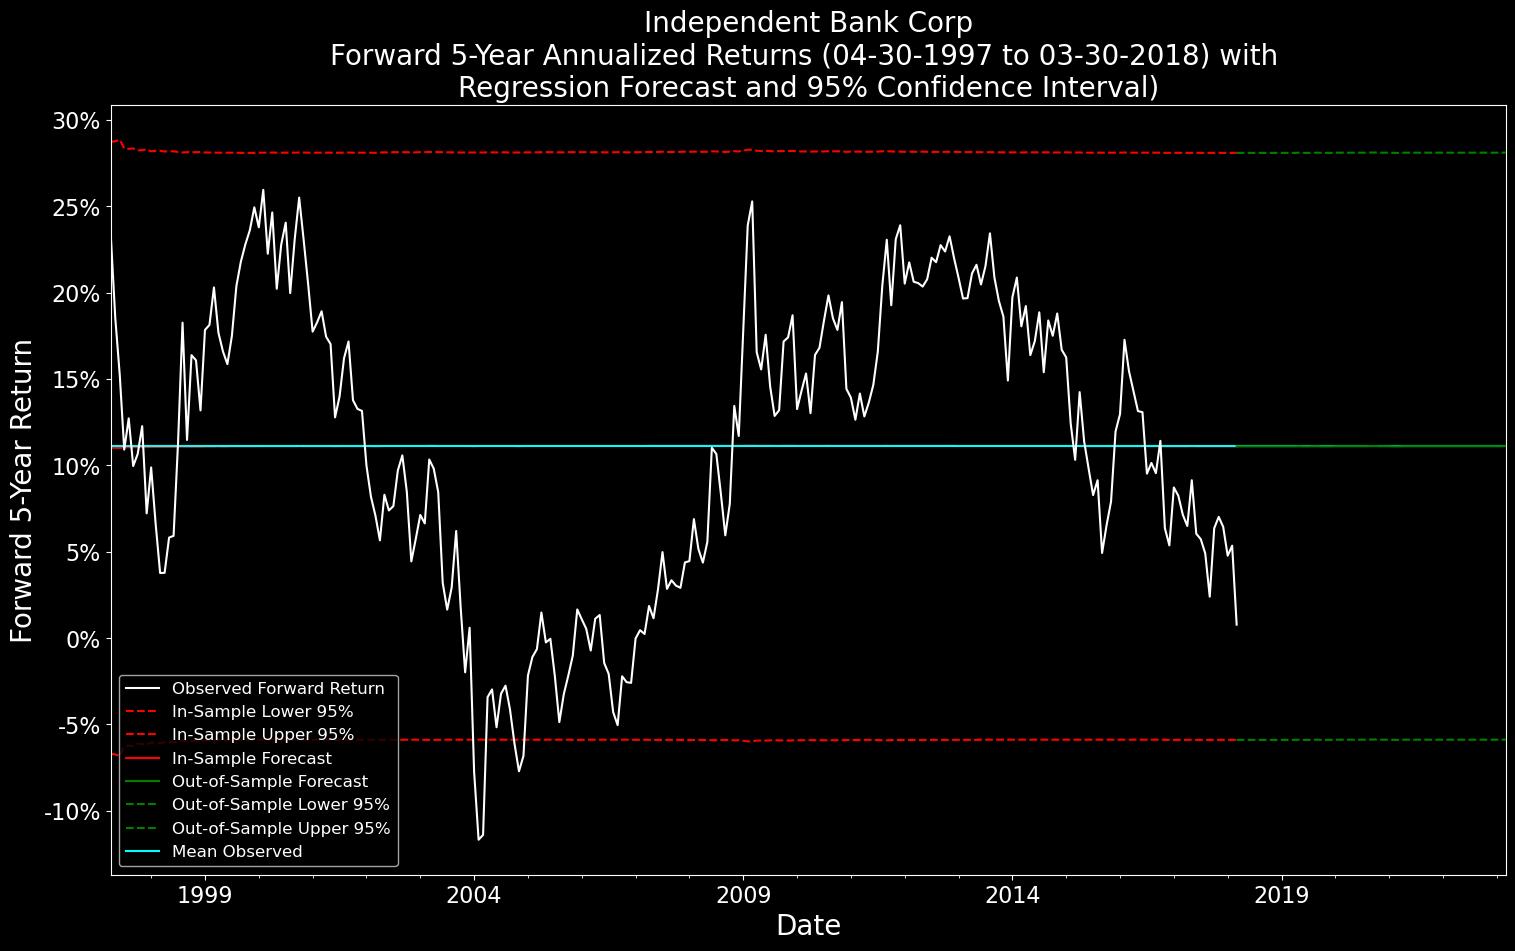 Independent Bank Corp
Forward 5-Year Annualized Returns (04-30-1997 to 03-30-2018) with
Regression Forecast and 95% Confidence Interval)
Forward 5-Year Return
30%
25%
20%
15%
10%
5%
0%
-5%
-10%
Observed Forward Return
In-Sample Lower 95%
In-Sample Upper 95%
In-Sample Forecast
Out-of-Sample Forecast
Out-of-Sample Lower 95%
Out-of-Sample Upper 95%
Mean Observed
1999 2004 2009 2014 2019
Date